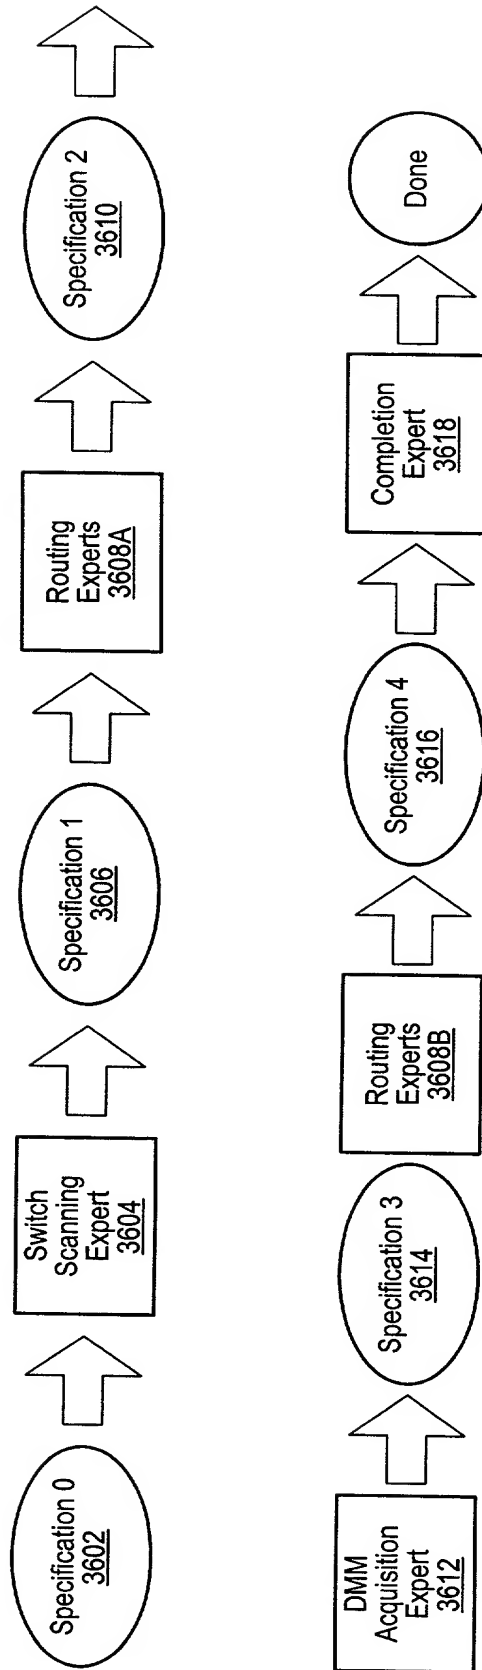 Specification 0
3602
Switch
Scanning
Expert
3604
Specification 1
3606
Routing
Experts
3608A
Specification 2
3610
DMM
Acquisition
Expert
3612
Specification 3
3614
Routing
Experts
3608B
Specification 4
3616
Completion
Expert
3618
Done